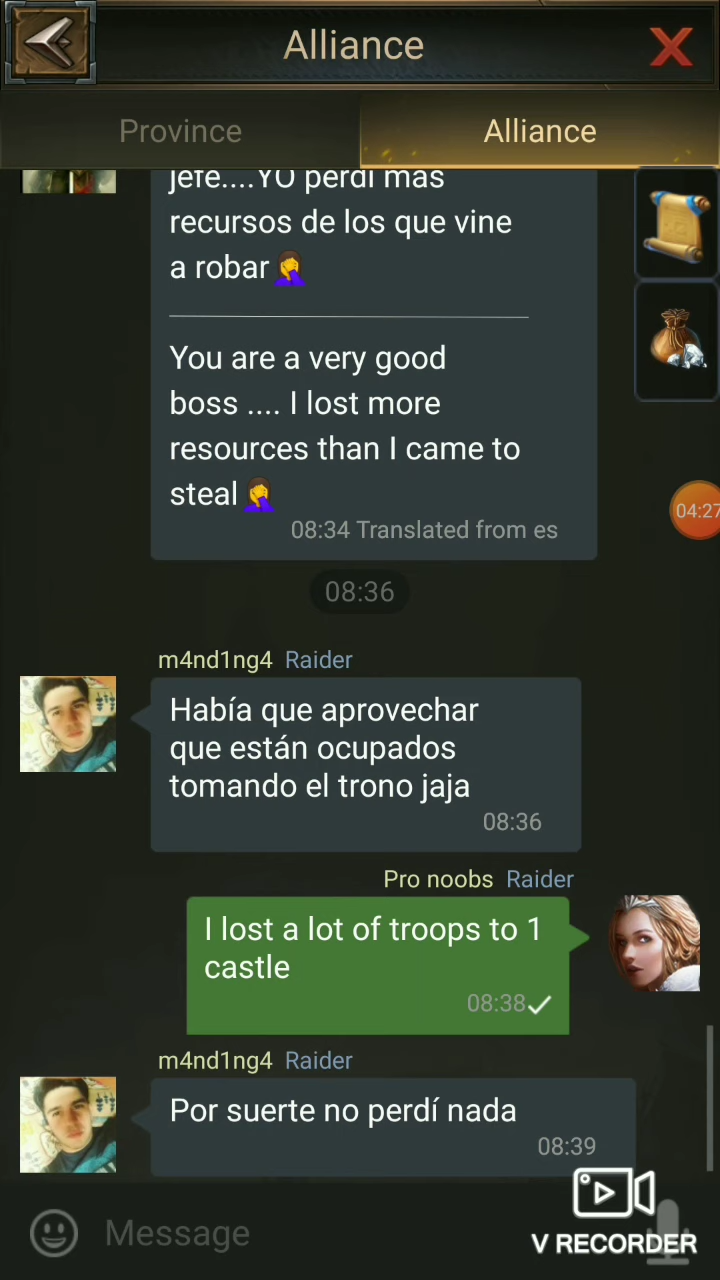 Alliance
Province
Alliance
jefe....YO perdí más
recursos de los que vine
a robar🤦‍♀️
You are a very good
boss .... I lost more
resources than I came to
steal🤦‍♀️
08:34 Translated from es
08:36
m4nd1ng4 Raider
Había que aprovechar
que están ocupados
tomando el trono jaja
08:36
Pro noobs Raider
I lost a lot of troops to 1
castle
08:38
m4nd1ng4 Raider
Por suerte no perdí nada
08:39
04:27
Message
V RECORDER